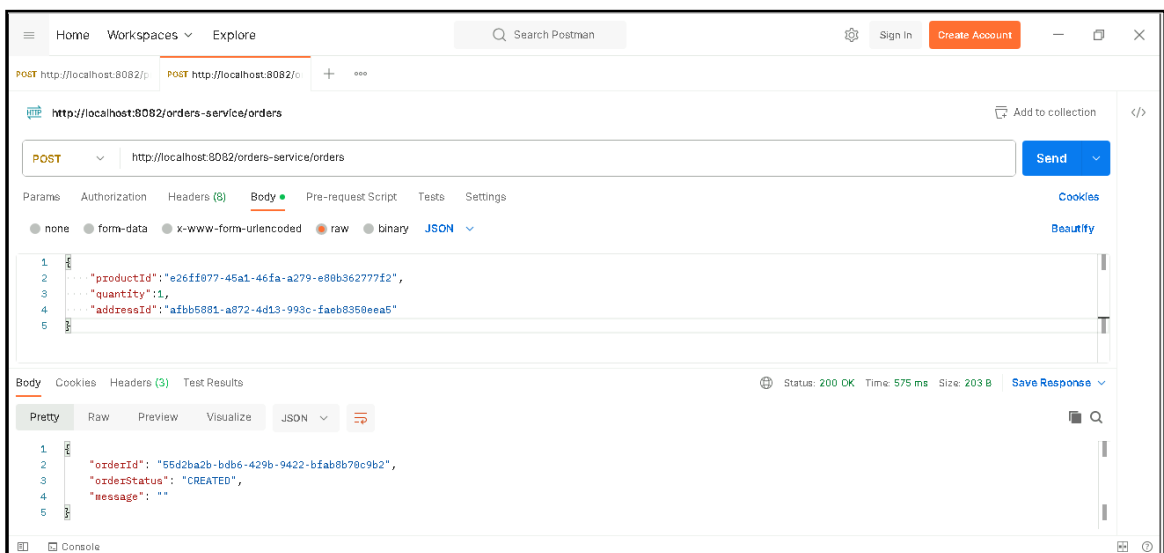 Home Workspaces Explore Search Postman Sign In Create Account
POST http://localhost:8082/p POST http://localhost:8082/o + ooo
HTTP http://localhost:8082/orders-service/orders Add to collection </>
POST http://localhost:8082/orders-service/orders Send
Params Authorization Headers (8) Body Pre-request Script Tests Settings Cookies
none form-data x-www-form-urlencoded raw binary JSON Beautify
1 {
2 "productId":"e26ff077-45a1-46fa-a279-e80b362777f2",
3 "quantity":1,
4 "addressId":"afbb5881-a872-4d13-993c-faeb8350eea5"
5 }
Body Cookies Headers (3) Test Results Status: 200 OK Time: 575 ms Size: 203 B Save Response
Pretty Raw Preview Visualize JSON
1 {
2 "orderId": "55d2ba2b-bdb6-429b-9422-bfab8b70c9b2",
3 "orderStatus": "CREATED",
4 "message": ""
5 }
Console